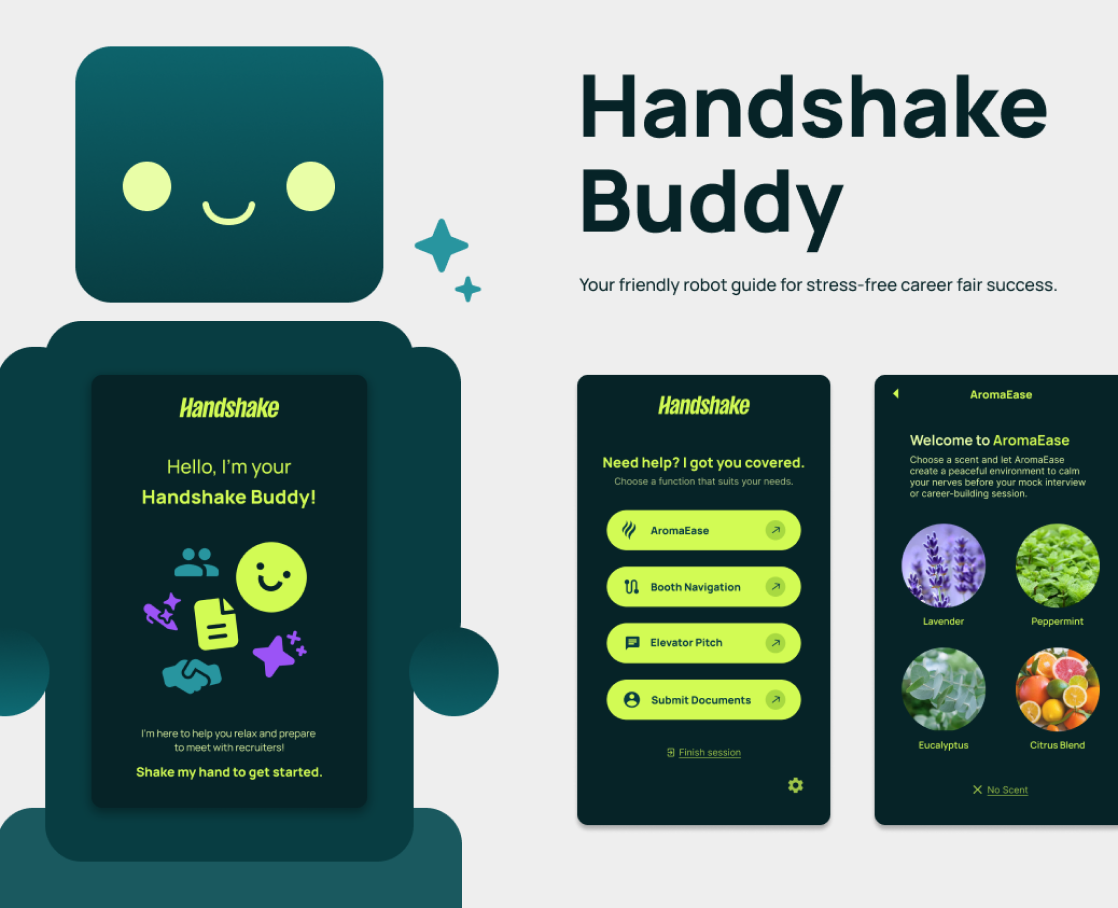 Handshake
Buddy
Your friendly robot guide for stress-free career fair success.
Handshake
Hello, I'm your
Handshake Buddy!
I'm here to help you relax and prepare
to meet with recruiters!
Shake my hand to get started.
Handshake
Need help? I got you covered.
Choose a function that suits your needs.
AromaEase
Booth Navigation
Elevator Pitch
Submit Documents
Finish session
AromaEase
Welcome to AromaEase
Choose a scent and let AromaEase
create a peaceful environment to calm
your nerves before your mock interview
or career-building session.
Lavender
Peppermint
Eucalyptus
Citrus Blend
No Scent